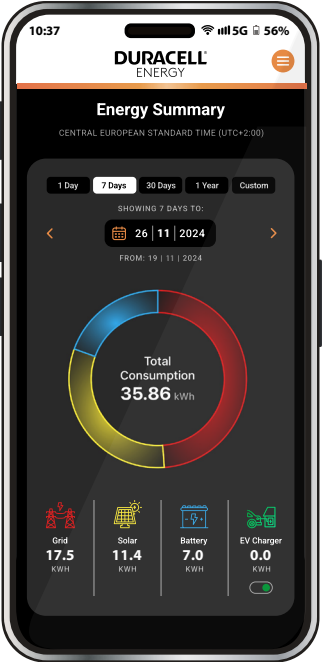 10:37 5G 56%
DURACELL
ENERGY
Energy Summary
CENTRAL EUROPEAN STANDARD TIME (UTC+2:00)
1 Day 7 Days 30 Days 1 Year Custom
SHOWING 7 DAYS TO:
26 | 11 | 2024
FROM: 19 | 11 | 2024
Total
Consumption
35.86 kWh
Grid Solar Battery EV Charger
17.5 11.4 7.0 0.0
KWH KWH KWH KWH